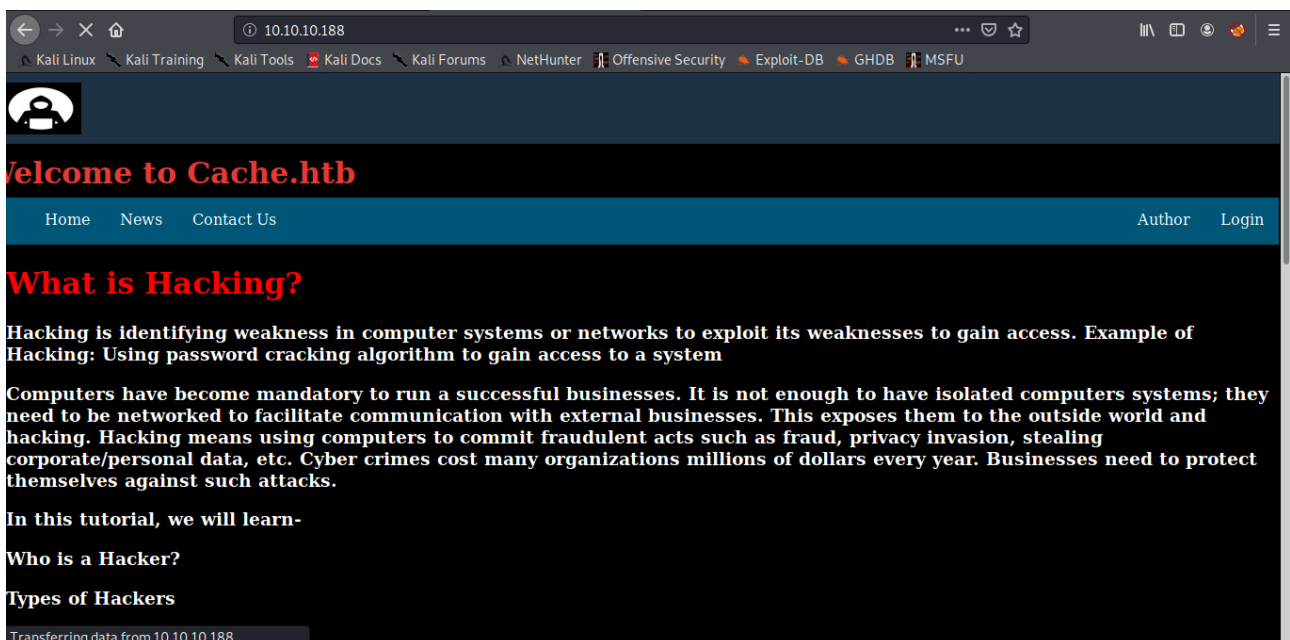 10.10.10.188
Kali Linux Kali Training Kali Tools Kali Docs Kali Forums NetHunter Offensive Security Exploit-DB GHDB MSFU
elcome to Cache.htb
Home News Contact Us Author Login
What is Hacking?
Hacking is identifying weakness in computer systems or networks to exploit its weaknesses to gain access. Example of
Hacking: Using password cracking algorithm to gain access to a system
Computers have become mandatory to run a successful businesses. It is not enough to have isolated computers systems; they
need to be networked to facilitate communication with external businesses. This exposes them to the outside world and
hacking. Hacking means using computers to commit fraudulent acts such as fraud, privacy invasion, stealing
corporate/personal data, etc. Cyber crimes cost many organizations millions of dollars every year. Businesses need to protect
themselves against such attacks.
In this tutorial, we will learn-
Who is a Hacker?
Types of Hackers
Transferring data from 10.10.10.188